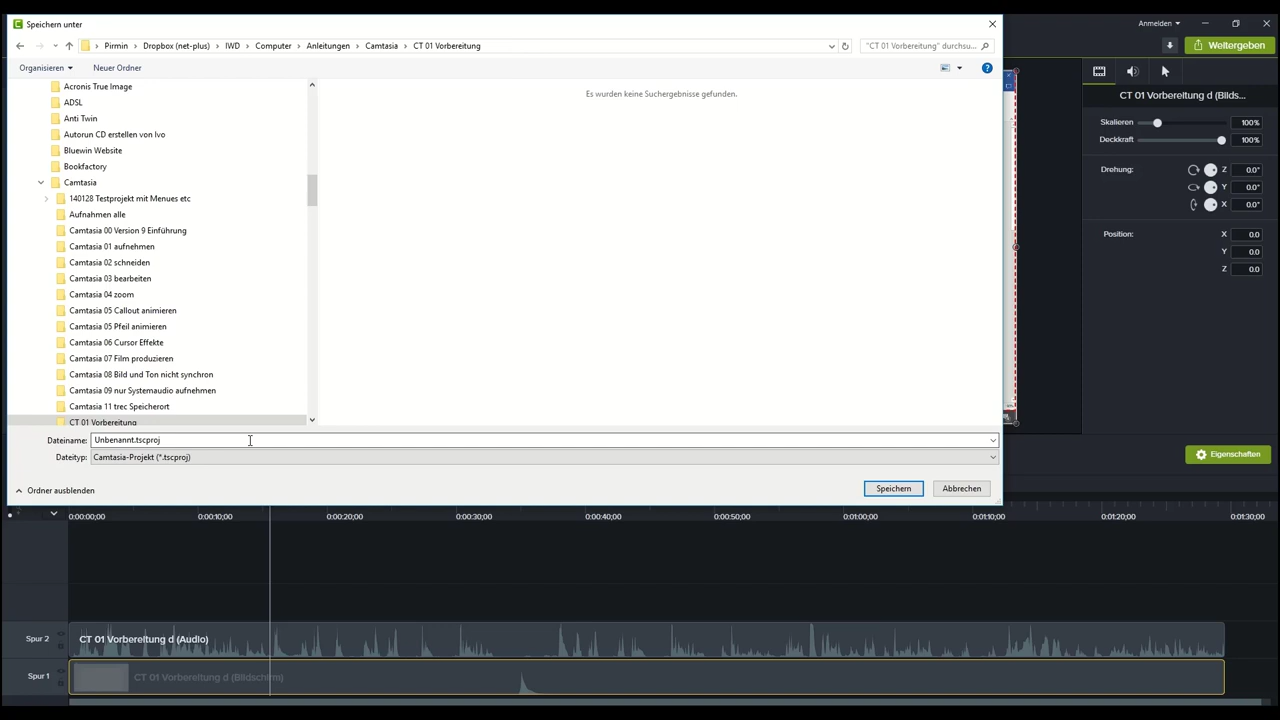 Speichern unter
Anmelden
Pirmin > Dropbox (net-plus) > IWD > Computer > Anleitungen > Camtasia > CT 01 Vorbereitung
"CT 01 Vorbereitung" durchsu...
Weitergeben
Organisieren
Neuer Ordner
Es wurden keine Suchergebnisse gefunden.
Acronis True Image
ADSL
Anti Twin
Autorun CD erstellen von Ivo
Bluewin Website
Bookfactory
Camtasia
140128 Testprojekt mit Menues etc
Aufnahmen alle
Camtasia 00 Version 9 Einführung
Camtasia 01 aufnehmen
Camtasia 02 schneiden
Camtasia 03 bearbeiten
Camtasia 04 zoom
Camtasia 05 Callout animieren
Camtasia 05 Pfeil animieren
Camtasia 06 Cursor Effekte
Camtasia 07 Film produzieren
Camtasia 08 Bild und Ton nicht synchron
Camtasia 09 nur Systemaudio aufnehmen
Camtasia 11 trec Speicherort
CT 01 Vorbereitung
Dateiname: Unbenannt.tscproj
Dateityp: Camtasia-Projekt (*.tscproj)
Ordner ausblenden
Speichern
Abbrechen
CT 01 Vorbereitung d (Bilds...
Skalieren 100%
Deckkraft 100%
Drehung: Z 0.0°
Y 0.0°
X 0.0°
Position: X 0.0
Y 0.0
Z 0.0
Eigenschaften
0:00:00;00 0:00:10;00 0:00:20;00 0:00:30;00 0:00:40;00 0:00:50;00 0:01:00;00 0:01:10;00 0:01:20;00 0:01:30;00
Spur 2 CT 01 Vorbereitung d (Audio)
Spur 1 CT 01 Vorbereitung d (Bildschirm)